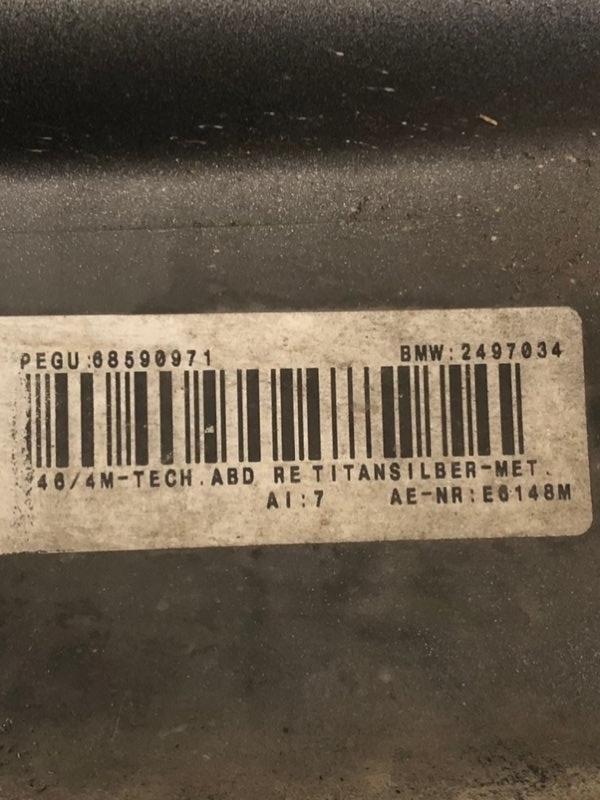 PEGU:68590971 BMW:2497034
46/4M-TECH.ABD RE TITANSILBER-MET.
AI:7 AE-NR:E6148M